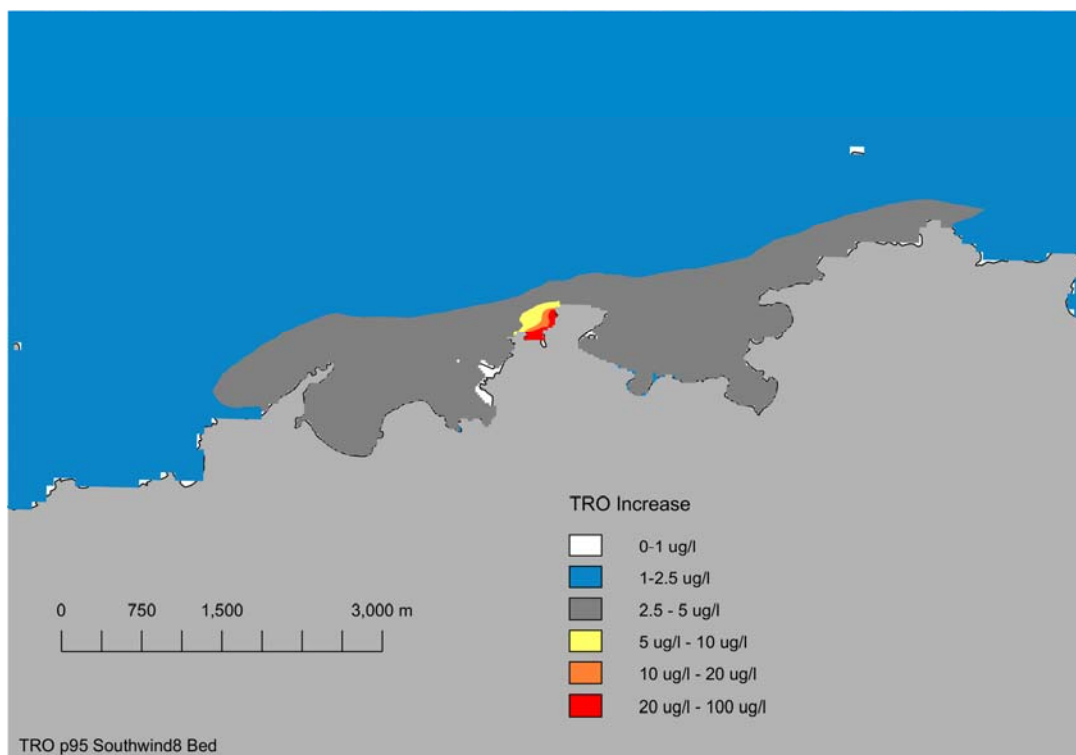 TRO Increase
0-1 ug/l
1-2.5 ug/l
2.5 - 5 ug/l
5 ug/l - 10 ug/l
10 ug/l - 20 ug/l
20 ug/l - 100 ug/l
0 750 1,500 3,000 m
TRO p95 Southwind8 Bed